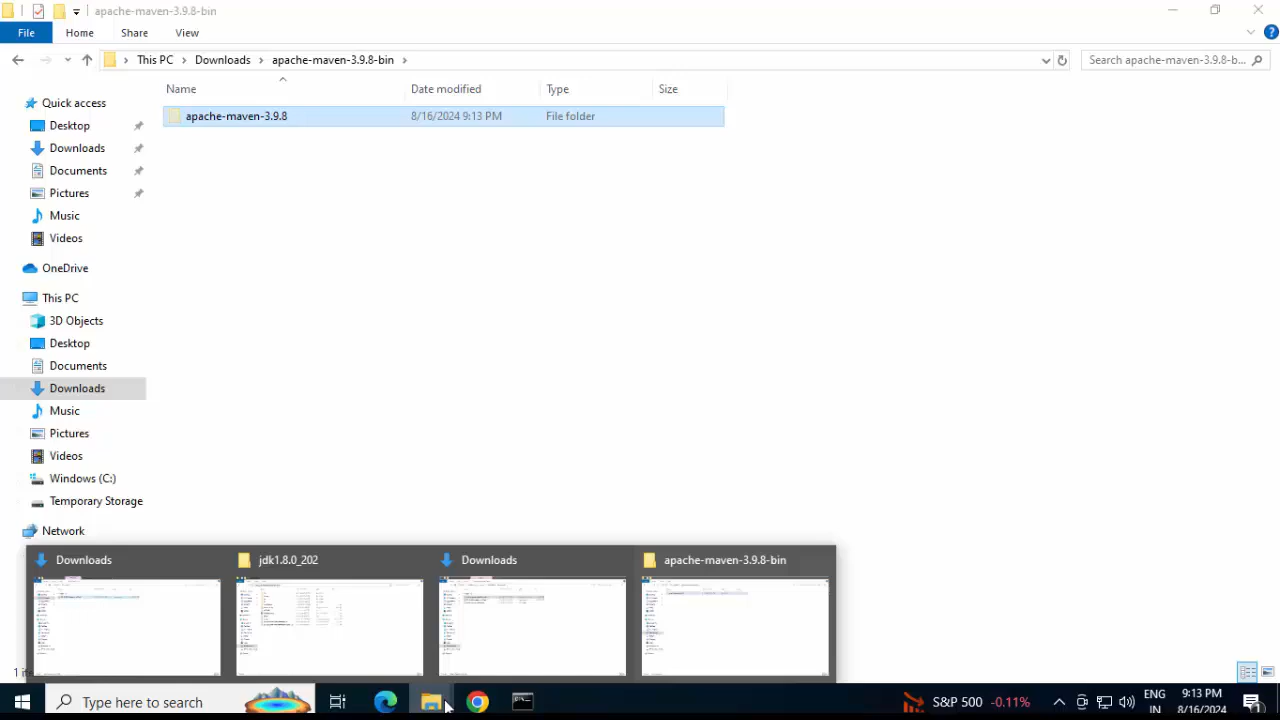 apache-maven-3.9.8-bin
File
Home
Share
View
This PC
Downloads
apache-maven-3.9.8-bin
Search apache-maven-3.9.8-b...
Name
Date modified
Type
Size
apache-maven-3.9.8
8/16/2024 9:13 PM
File folder
Quick access
Desktop
Downloads
Documents
Pictures
Music
Videos
OneDrive
This PC
3D Objects
Desktop
Documents
Downloads
Music
Pictures
Videos
Windows (C:)
Temporary Storage
Network
Downloads
jdk1.8.0_202
Downloads
apache-maven-3.9.8-bin
Type here to search
S&P 500 -0.11%
ENG
IN
9:13 PM
8/16/2024